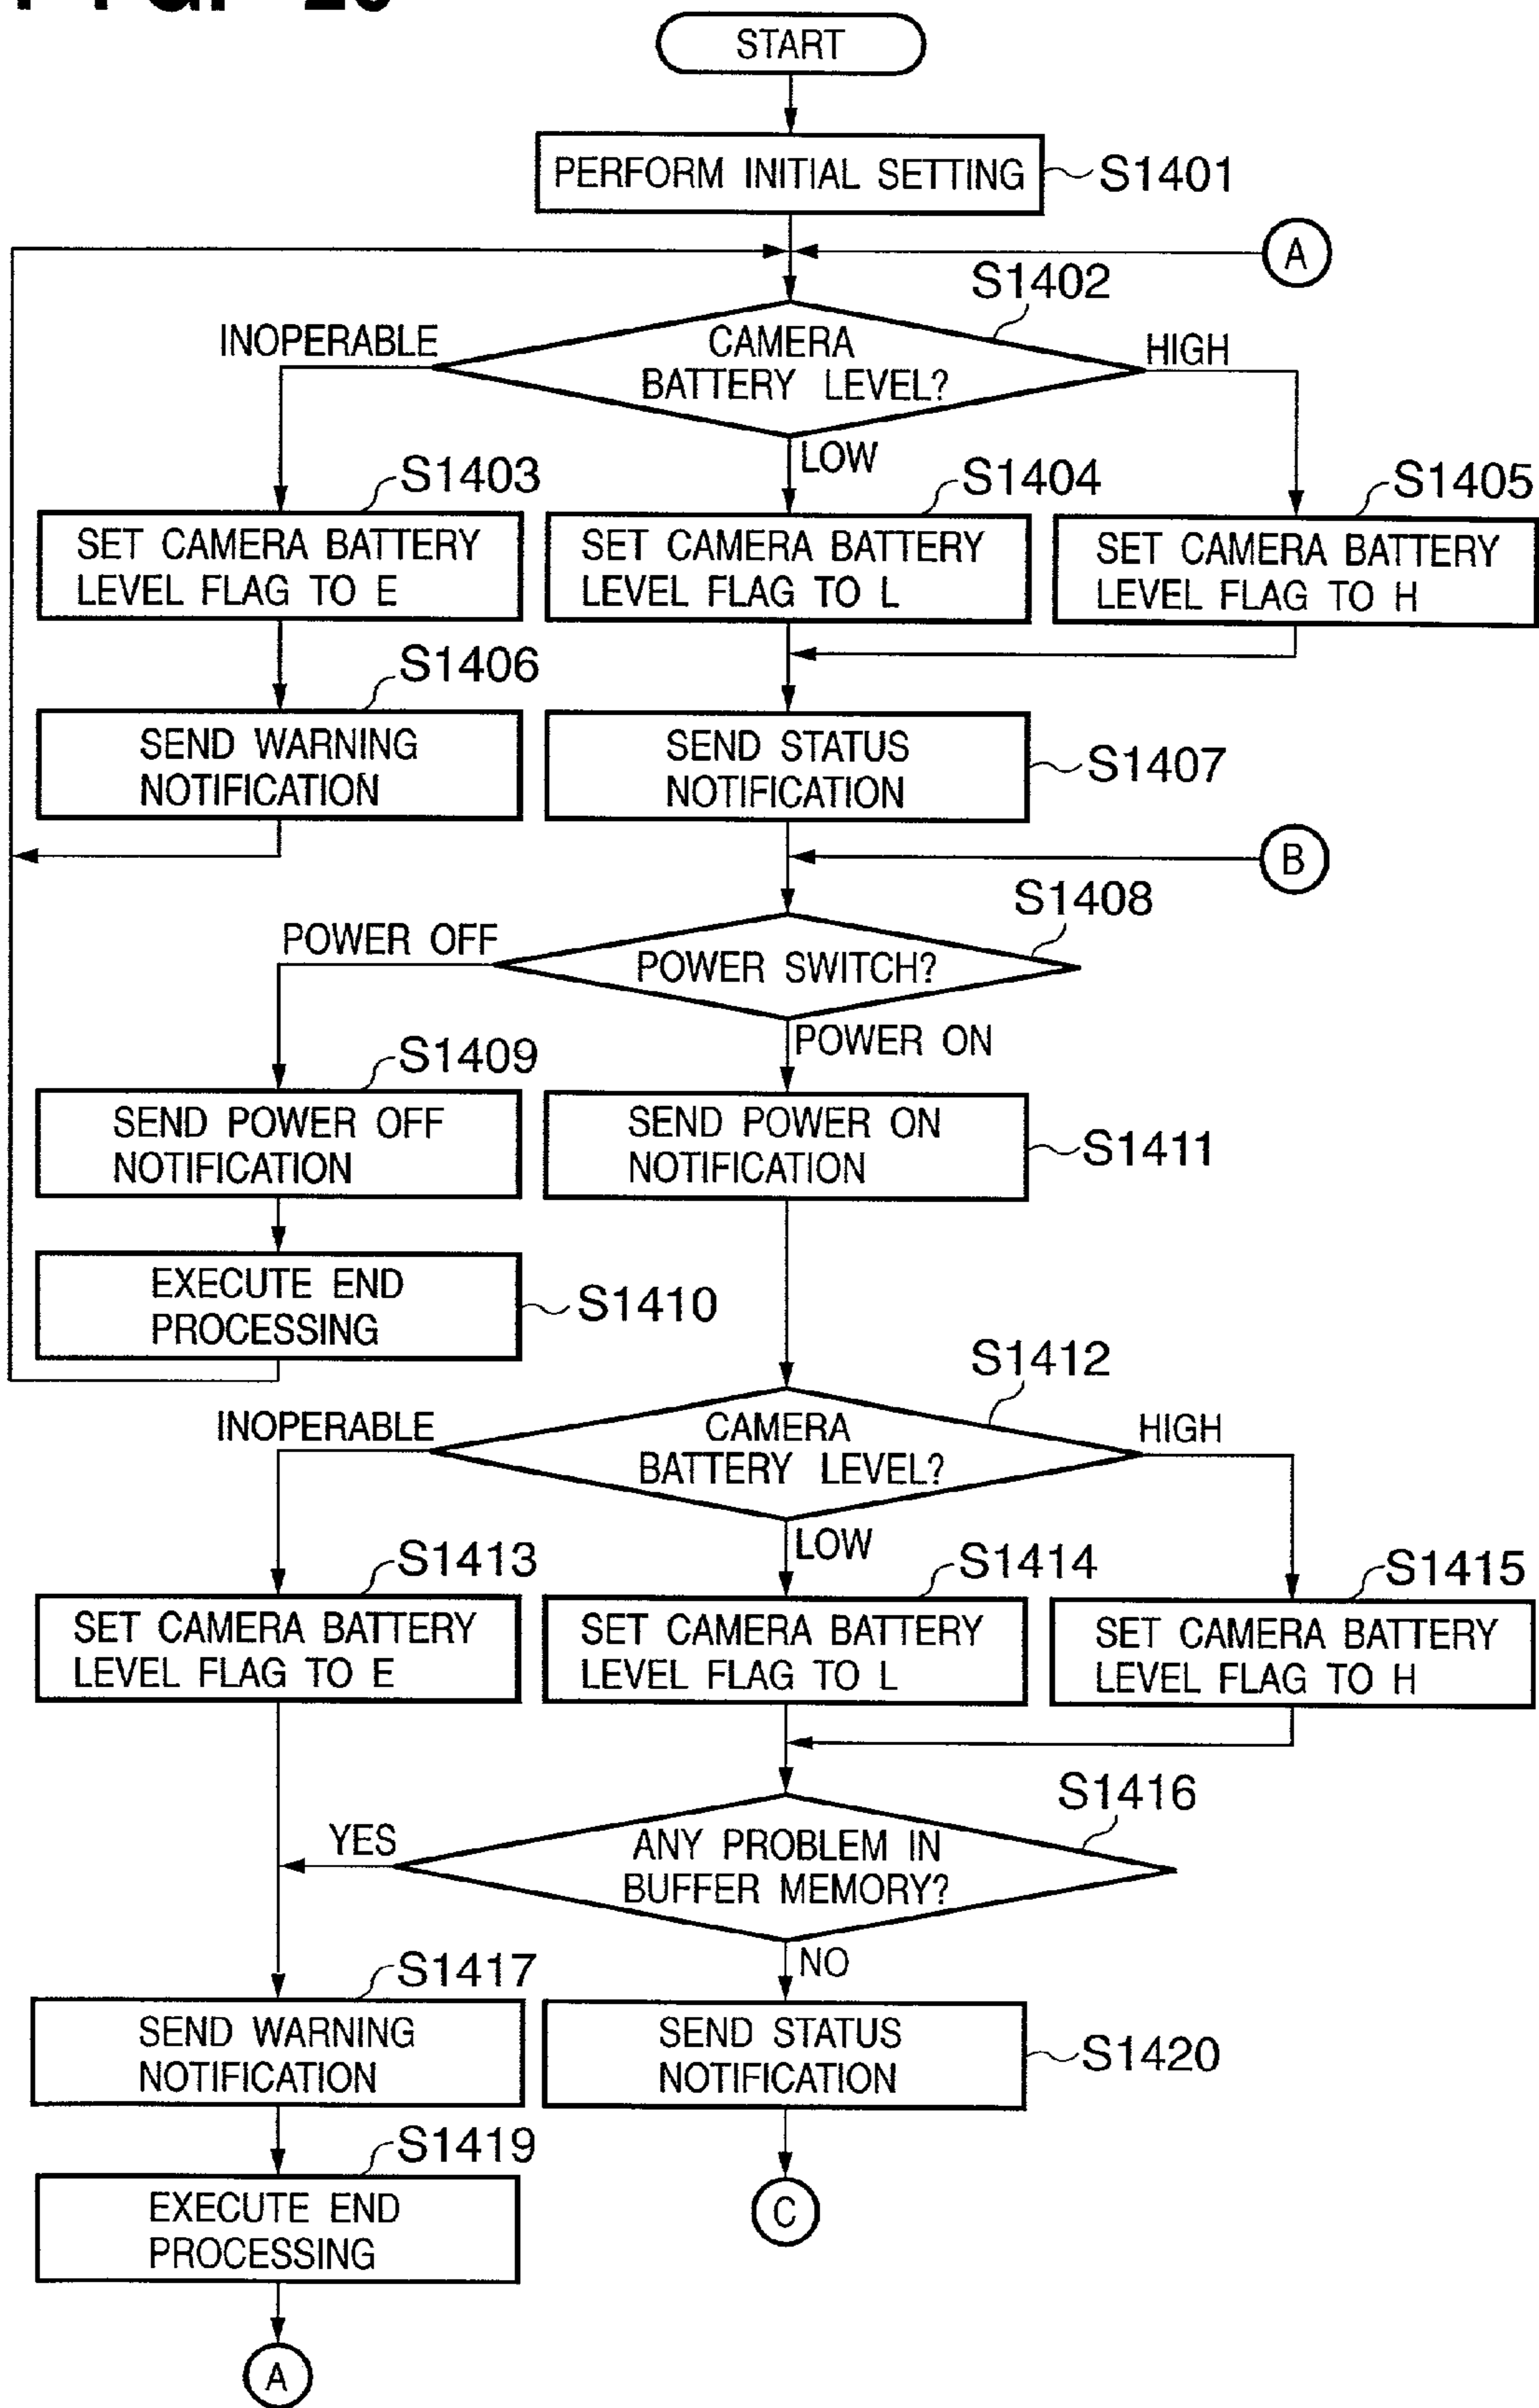 START
PERFORM INITIAL SETTING
S1401
A
S1402
INOPERABLE
CAMERA
BATTERY LEVEL?
HIGH
LOW
S1403
SET CAMERA BATTERY
LEVEL FLAG TO E
S1404
SET CAMERA BATTERY
LEVEL FLAG TO L
S1405
SET CAMERA BATTERY
LEVEL FLAG TO H
S1406
SEND WARNING
NOTIFICATION
SEND STATUS
NOTIFICATION
S1407
B
S1408
POWER OFF
POWER SWITCH?
POWER ON
S1409
SEND POWER OFF
NOTIFICATION
SEND POWER ON
NOTIFICATION
S1411
EXECUTE END
PROCESSING
S1410
S1412
INOPERABLE
CAMERA
BATTERY LEVEL?
HIGH
LOW
S1413
SET CAMERA BATTERY
LEVEL FLAG TO E
S1414
SET CAMERA BATTERY
LEVEL FLAG TO L
S1415
SET CAMERA BATTERY
LEVEL FLAG TO H
S1416
YES
ANY PROBLEM IN
BUFFER MEMORY?
NO
S1417
SEND WARNING
NOTIFICATION
SEND STATUS
NOTIFICATION
S1420
S1419
EXECUTE END
PROCESSING
C
A